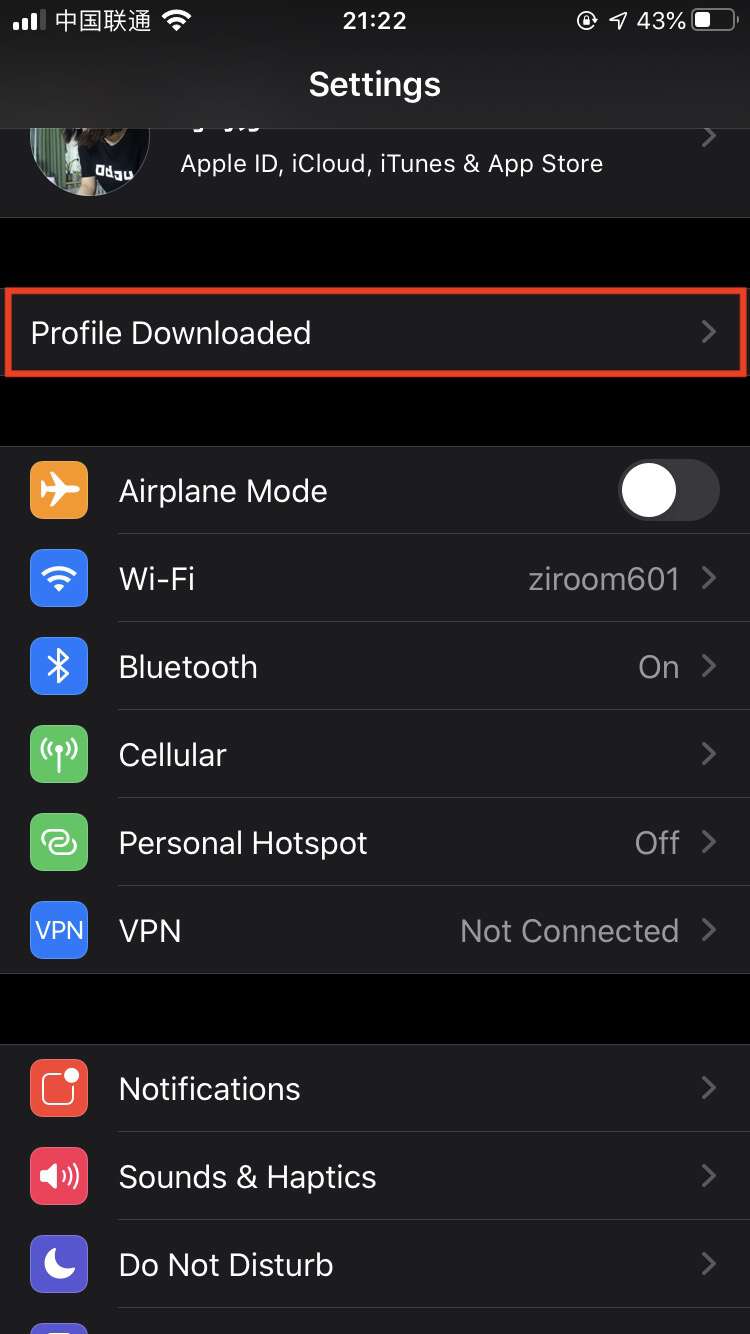 中国联通
21:22
43%
Settings
Apple ID, iCloud, iTunes & App Store
Profile Downloaded
Airplane Mode
Wi-Fi ziroom601
Bluetooth On
Cellular
Personal Hotspot Off
VPN VPN Not Connected
Notifications
Sounds & Haptics
Do Not Disturb